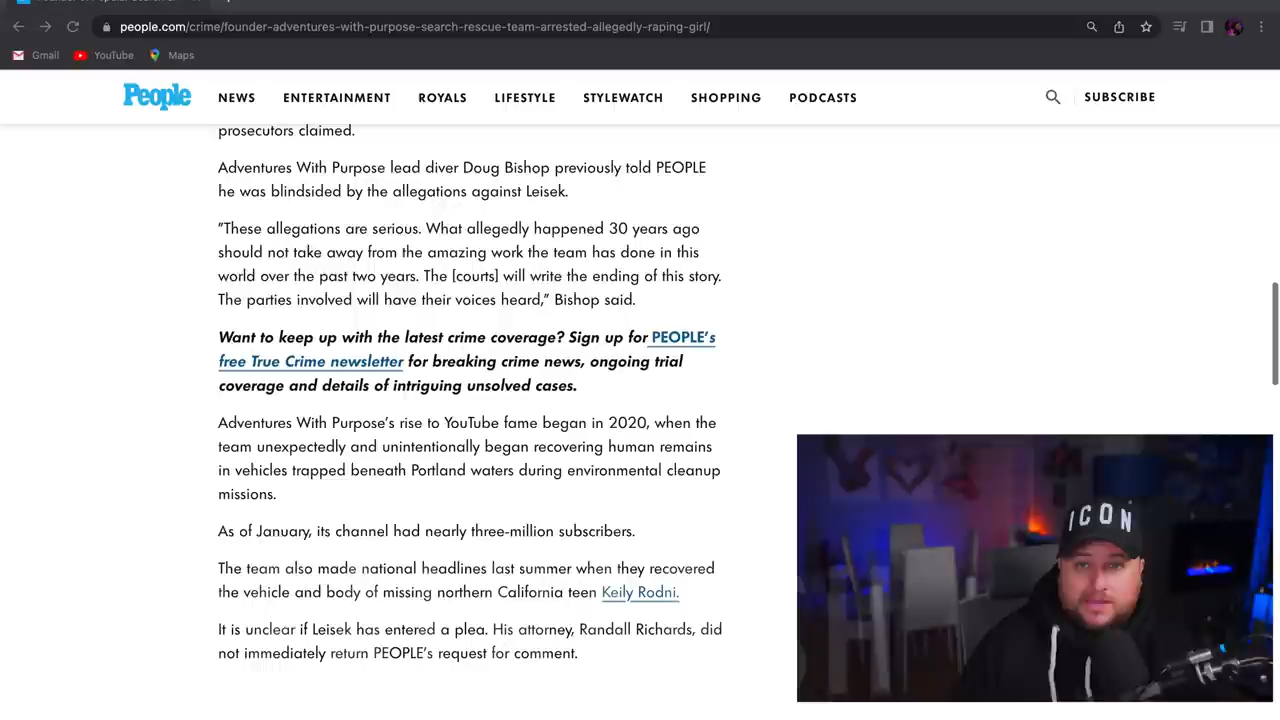 people.com/crime/founder-adventures-with-purpose-search-rescue-team-arrested-allegedly-raping-girl/
Gmail YouTube Maps
People NEWS ENTERTAINMENT ROYALS LIFESTYLE STYLEWATCH SHOPPING PODCASTS SUBSCRIBE
prosecutors claimed.
Adventures With Purpose lead diver Doug Bishop previously told PEOPLE
he was blindsided by the allegations against Leisek.
"These allegations are serious. What allegedly happened 30 years ago
should not take away from the amazing work the team has done in this
world over the past two years. The [courts] will write the ending of this story.
The parties involved will have their voices heard," Bishop said.
Want to keep up with the latest crime coverage? Sign up for PEOPLE's
free True Crime newsletter for breaking crime news, ongoing trial
coverage and details of intriguing unsolved cases.
Adventures With Purpose's rise to YouTube fame began in 2020, when the
team unexpectedly and unintentionally began recovering human remains
in vehicles trapped beneath Portland waters during environmental cleanup
missions.
As of January, its channel had nearly three-million subscribers.
The team also made national headlines last summer when they recovered
the vehicle and body of missing northern California teen Keily Rodni.
It is unclear if Leisek has entered a plea. His attorney, Randall Richards, did
not immediately return PEOPLE's request for comment.
ICON